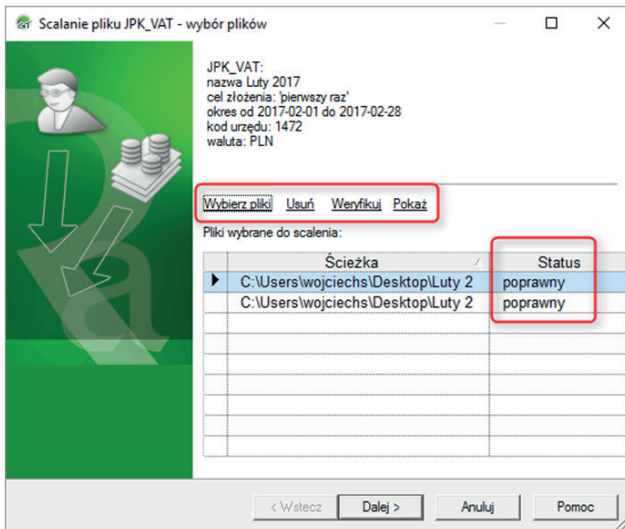 Scalanie pliku JPK_VAT - wybór plików
JPK_VAT:
nazwa Luty 2017
cel złożenia: 'pierwszy raz'
okres od 2017-02-01 do 2017-02-28
kod urzędu: 1472
waluta: PLN
Wybierz pliki Usuń Weryfikuj Pokaż
Pliki wybrane do scalenia:
Ścieżka Status
C:\Users\wojciechs\Desktop\Luty 2 poprawny
C:\Users\wojciechs\Desktop\Luty 2 poprawny
< Wstecz Dalej > Anuluj Pomoc